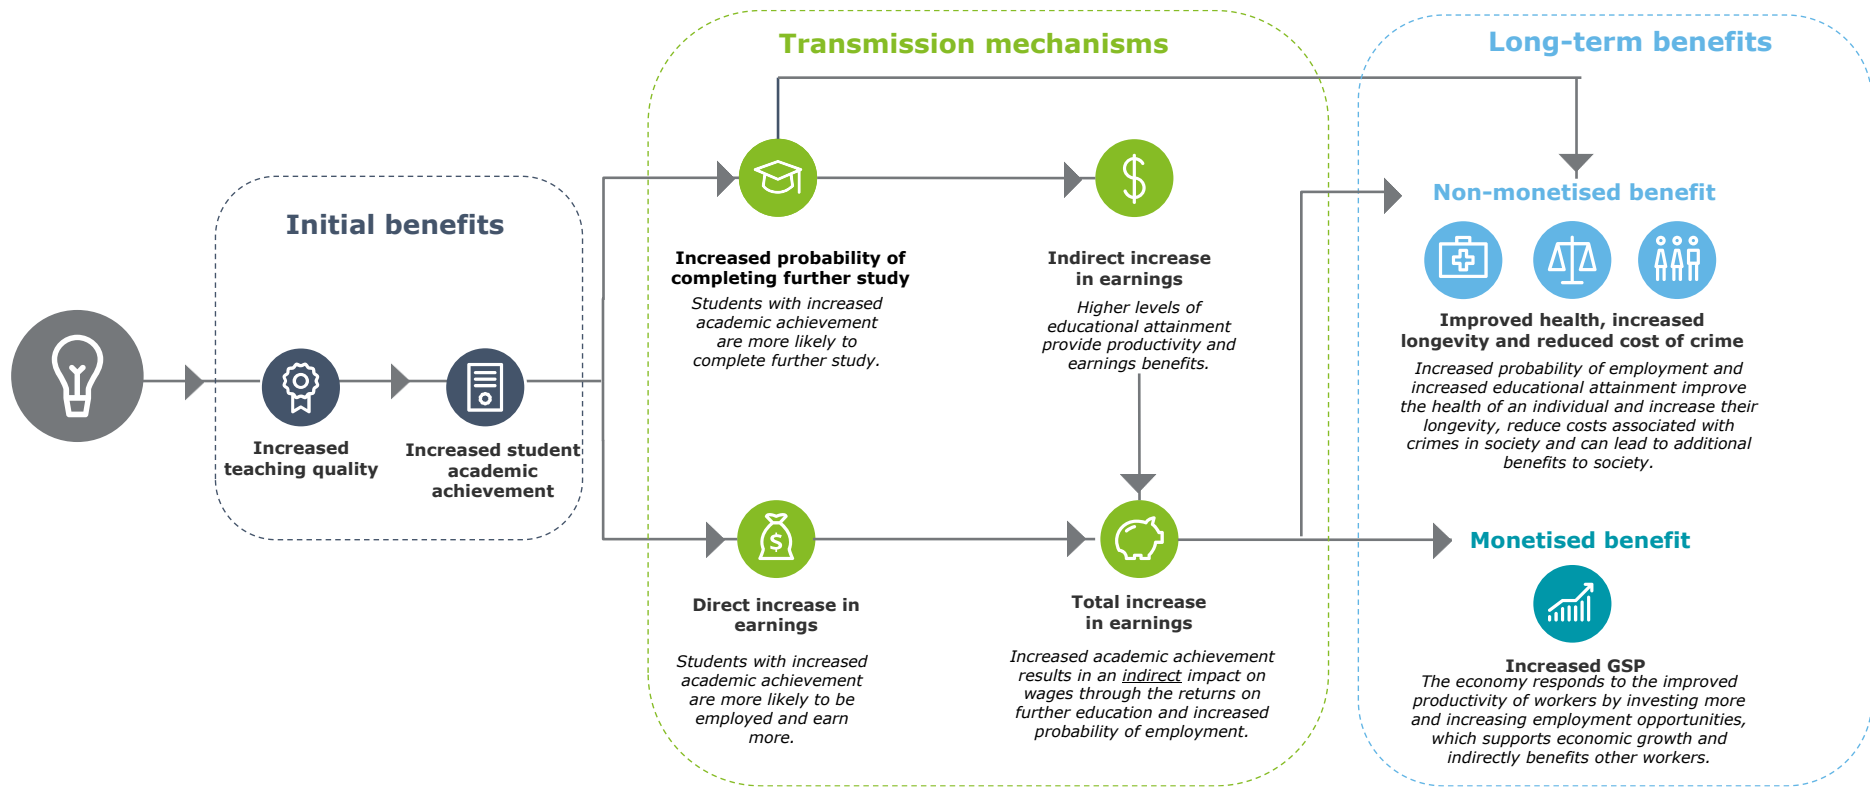 Transmission mechanisms
Long-term benefits
Initial benefits
Increased
teaching quality
Increased student
academic
achievement
Increased probability of
completing further study
Students with increased
academic achievement
are more likely to
complete further study.
$
Indirect increase
in earnings
Higher levels of
educational attainment
provide productivity and
earnings benefits.
$
Direct increase in
earnings
Students with increased
academic achievement
are more likely to be
employed and earn
more.
Total increase
in earnings
Increased academic achievement
results in an indirect impact on
wages through the returns on
further education and increased
probability of employment.
Non-monetised benefit
Improved health, increased
longevity and reduced cost of crime
Increased probability of employment and
increased educational attainment improve
the health of an individual and increase their
longevity, reduce costs associated with
crimes in society and can lead to additional
benefits to society.
Monetised benefit
Increased GSP
The economy responds to the improved
productivity of workers by investing more
and increasing employment opportunities,
which supports economic growth and
indirectly benefits other workers.